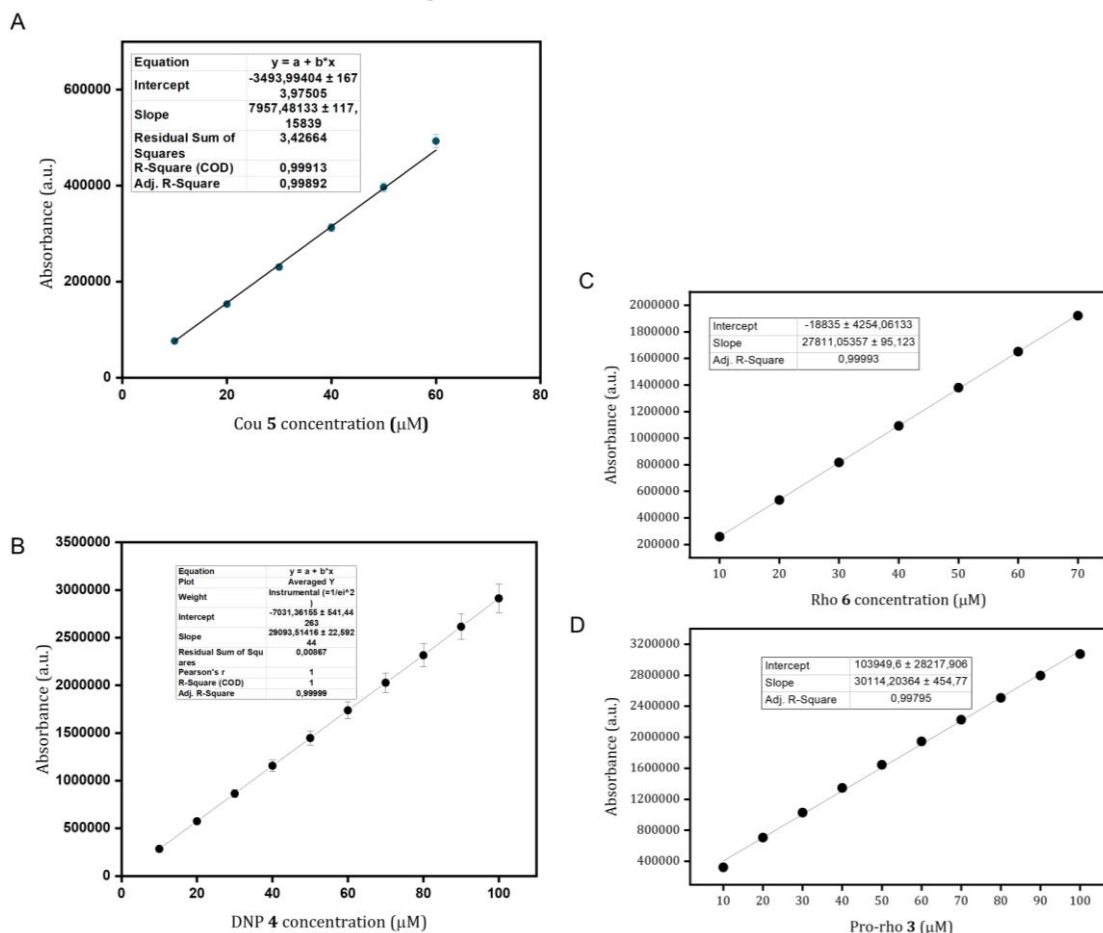 A
600000
400000
200000
0
0 20 40 60 80
Absorbance (a.u.)
Cou 5 concentration (μM)
Equation y = a + b*x
Intercept -3493,99404 ± 167
3,97505
Slope 7957,48133 ± 117,
15839
Residual Sum of 3,42664
Squares
R-Square (COD) 0,99913
Adj. R-Square 0,99892
B
3500000
3000000
2500000
2000000
1500000
1000000
500000
0
0 20 40 60 80 100
Absorbance (a.u.)
DNP 4 concentration (μM)
Equation y = a + b*x
Plot Averaged Y
Weight Instrumental (=1/ei^2
)
Intercept -7031,36155 ± 541,44
263
Slope 29093,51416 ± 22,592
44
Residual Sum of Squ 0,00867
ares
Pearson's r 1
R-Square (COD) 1
Adj. R-Square 0,99999
C
2000000
1800000
1600000
1400000
1200000
1000000
800000
600000
400000
200000
10 20 30 40 50 60 70
Absorbance (a.u.)
Rho 6 concentration (μM)
Intercept -18835 ± 4254,06133
Slope 27811,05357 ± 95,123
Adj. R-Square 0,99993
D
3200000
2800000
2400000
2000000
1600000
1200000
800000
400000
10 20 30 40 50 60 70 80 90 100
Absorbance (a.u.)
Pro-rho 3 (μM)
Intercept 103949,6 ± 28217,906
Slope 30114,20364 ± 454,77
Adj. R-Square 0,99795